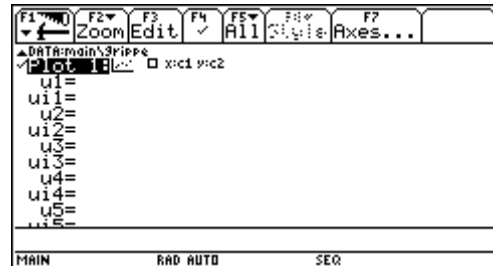 F1 F2 F3 F4 F5 F6 F7
Zoom Edit ✓ All Style Axes...
▲DATA:main\grippe
✓Plot 1: x:c1 y:c2
u1=
ui1=
u2=
ui2=
u3=
ui3=
u4=
ui4=
u5=
ui5=
MAIN RAD AUTO SEQ